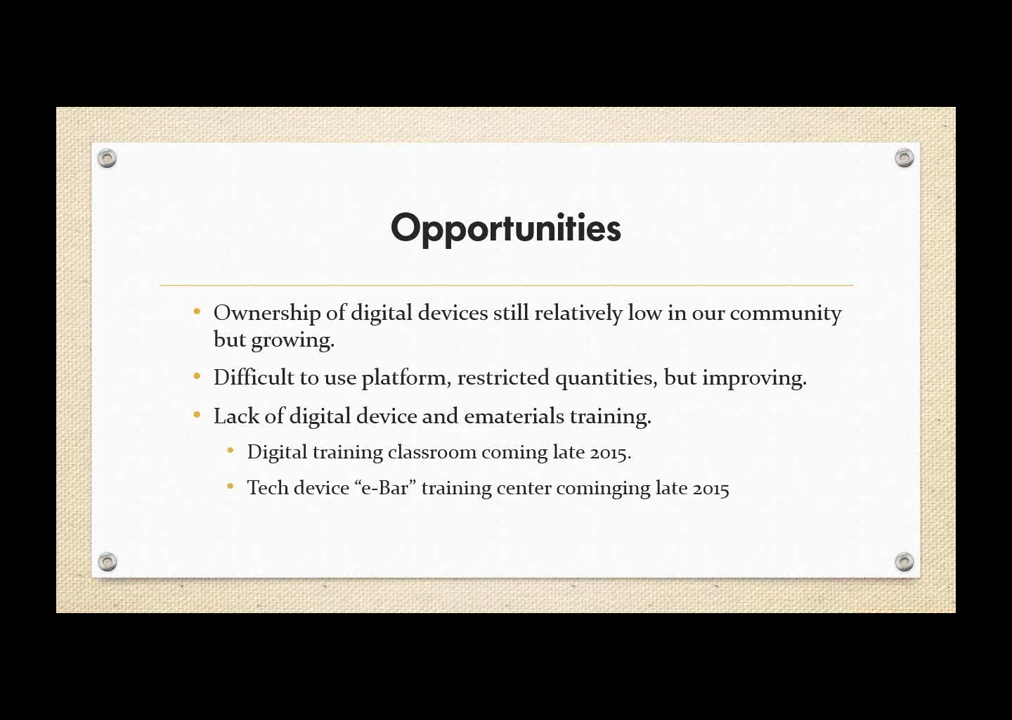 Opportunities
• Ownership of digital devices still relatively low in our community
but growing.
• Difficult to use platform, restricted quantities, but improving.
• Lack of digital device and ematerials training.
• Digital training classroom coming late 2015.
• Tech device “e-Bar” training center cominging late 2015